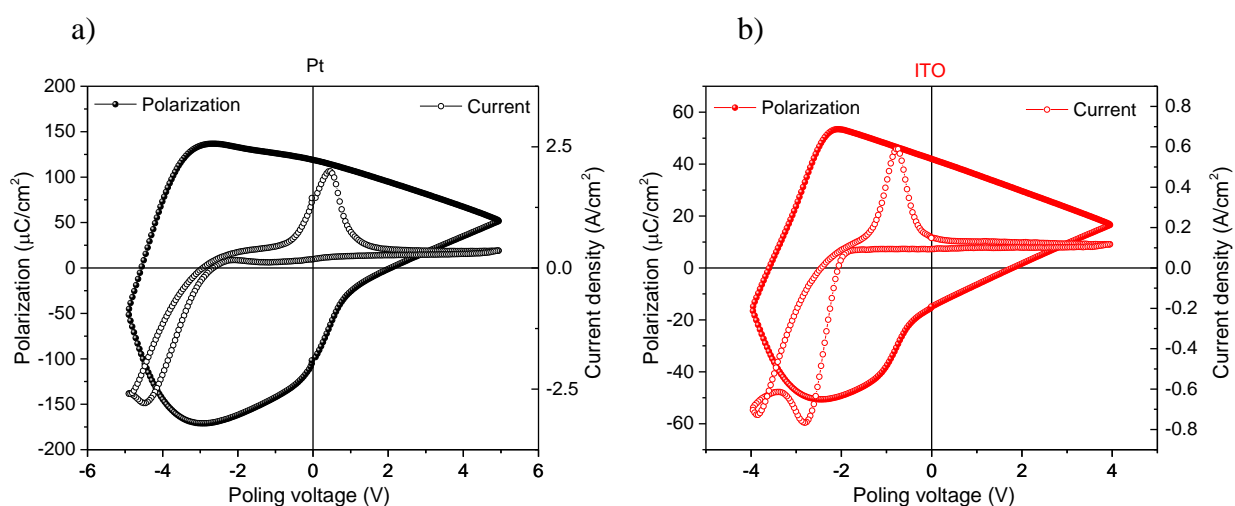 a)
Pt
Polarization
Current
200
150
100
50
0
-50
-100
-150
-200
Polarization (μC/cm²)
2.5
0.0
-2.5
Current density (A/cm²)
-6 -4 -2 0 2 4 6
Poling voltage (V)
b)
ITO
Polarization
Current
60
40
20
0
-20
-40
-60
Polarization (μC/cm²)
0.8
0.6
0.4
0.2
0.0
-0.2
-0.4
-0.6
-0.8
Current density (A/cm²)
-4 -2 0 2 4
Poling voltage (V)